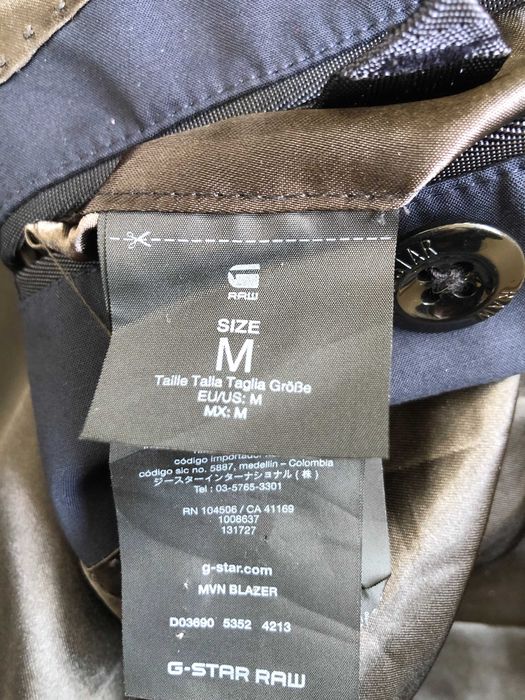 RAW
SIZE
M
Taille Talla Taglia Größe
EU/US: M
MX: M
código importador
código sic no. 5887, medellin - Colombia
ジースターインターナショナル(株)
Tel : 03-5765-3301
RN 104506 / CA 41169
1008637
131727
g-star.com
MVN BLAZER
D03690 5352 4213
G-STAR RAW